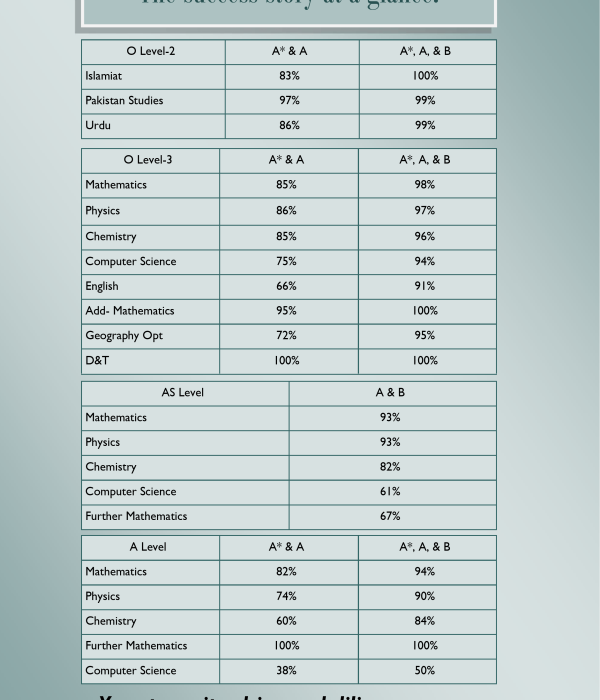 The success story at a glance.
O Level-2 A* & A A*, A, & B
Islamiat 83% 100%
Pakistan Studies 97% 99%
Urdu 86% 99%
O Level-3 A* & A A*, A, & B
Mathematics 85% 98%
Physics 86% 97%
Chemistry 85% 96%
Computer Science 75% 94%
English 66% 91%
Add- Mathematics 95% 100%
Geography Opt 72% 95%
D&T 100% 100%
AS Level A & B
Mathematics 93%
Physics 93%
Chemistry 82%
Computer Science 61%
Further Mathematics 67%
A Level A* & A A*, A, & B
Mathematics 82% 94%
Physics 74% 90%
Chemistry 60% 84%
Further Mathematics 100% 100%
Computer Science 38% 50%